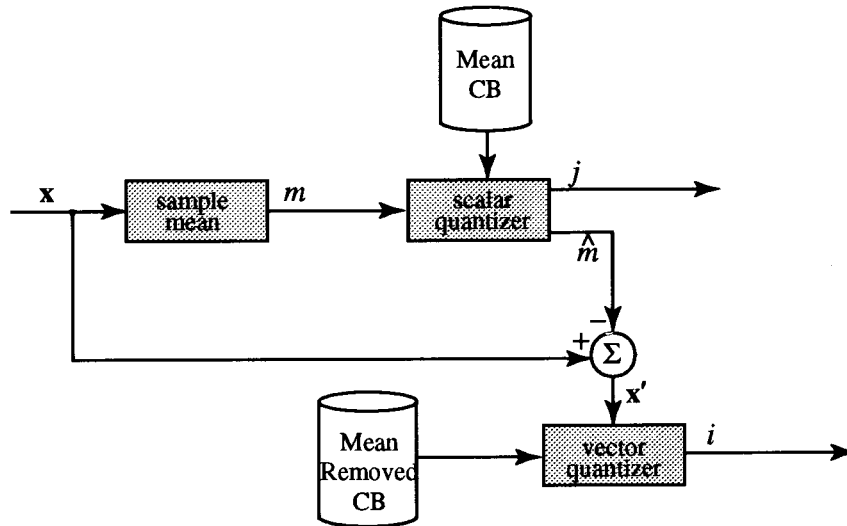 Mean
CB
x
sample
mean
m
scalar
quantizer
j
m̂
−
+
Σ
x'
Mean
Removed
CB
vector
quantizer
i